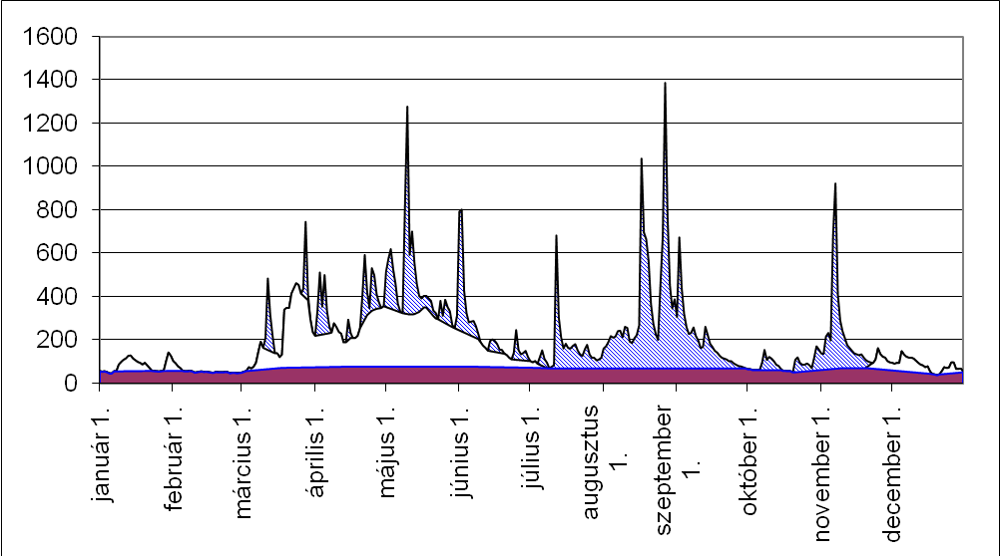 1600
1400
1200
1000
800
600
400
200
0
január 1.
február 1.
március 1.
április 1.
május 1.
június 1.
július 1.
augusztus
1.
szeptember
1.
október 1.
november 1.
december 1.